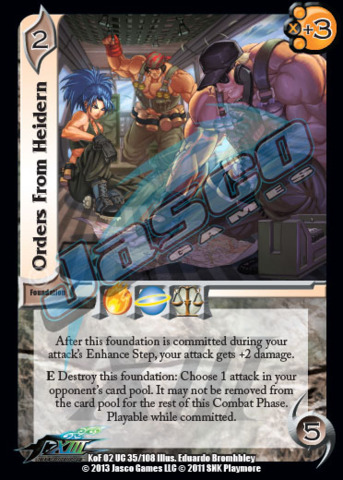 2
X +3
Orders From Heidern
Jasco
GAMES
Foundation
After this foundation is committed during your
attack's Enhance Step, your attack gets +2 damage.
E Destroy this foundation: Choose 1 attack in your
opponent's card pool. It may not be removed from
the card pool for the rest of this Combat Phase.
Playable while committed.
5
XIII
KoF 02 UC 35/108 Illus. Eduardo Bromhbley
© 2013 Jasco Games LLC © 2011 SNK Playmore